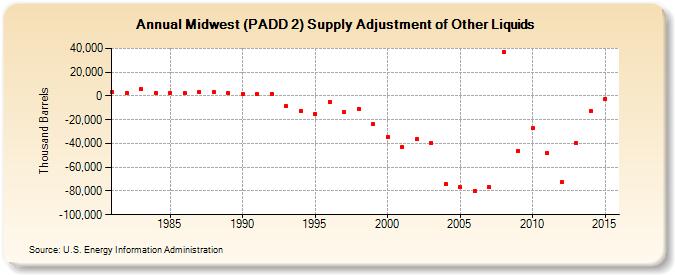 Annual Midwest (PADD 2) Supply Adjustment of Other Liquids
Thousand Barrels
40,000
20,000
0
-20,000
-40,000
-60,000
-80,000
-100,000
1985 1990 1995 2000 2005 2010 2015
Source: U.S. Energy Information Administration